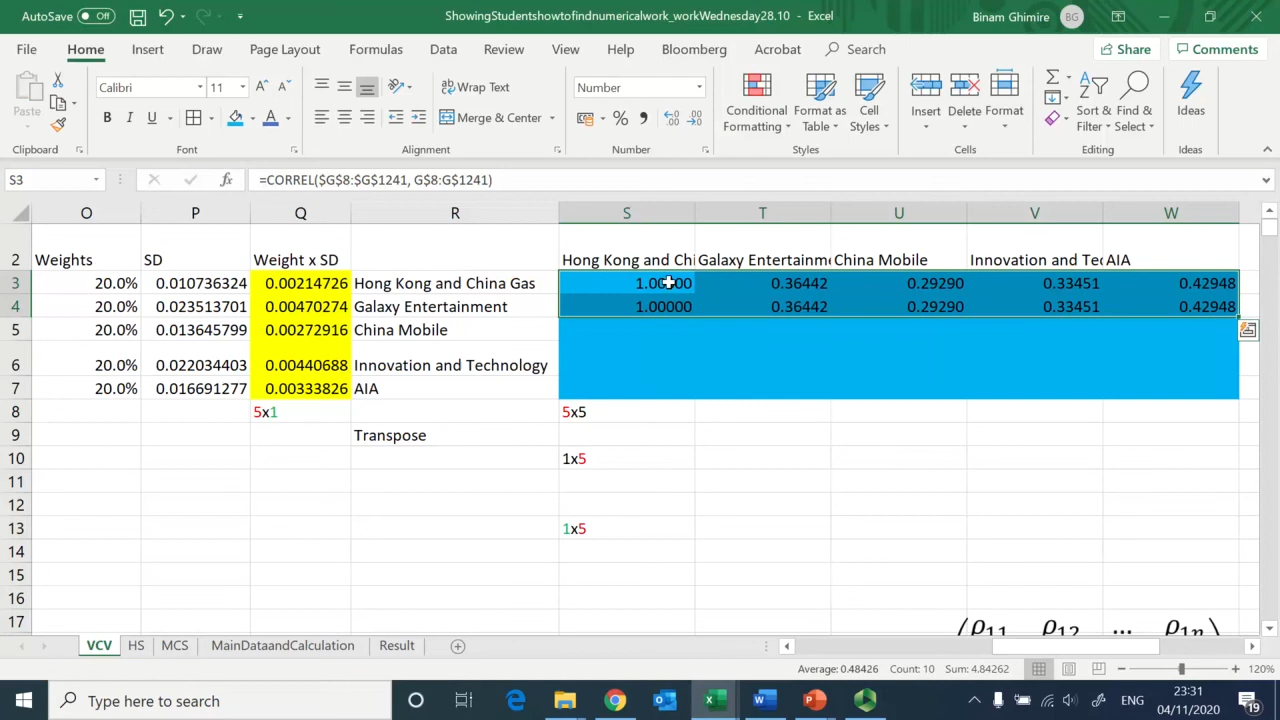 AutoSave Off
ShowingStudentshowtofindnumericalwork_workWednesday28.10 - Excel
Binam Ghimire BG
File Home Insert Draw Page Layout Formulas Data Review View Help Bloomberg Acrobat Search Share Comments
Paste
Calibri 11
Wrap Text
Merge & Center
Number
Conditional Formatting
Format as Table
Cell Styles
Insert Delete Format
Sort & Filter
Find & Select
Ideas
Clipboard Font Alignment Number Styles Cells Editing Ideas
S3 fx =CORREL($G$8:$G$1241, G$8:G$1241)
O P Q R S T U V W
2 Weights SD Weight x SD Hong Kong and Chi Galaxy Entertainm China Mobile Innovation and Tec AIA
3 20.0% 0.010736324 0.00214726 Hong Kong and China Gas 1.00000 0.36442 0.29290 0.33451 0.42948
4 20.0% 0.023513701 0.00470274 Galaxy Entertainment 1.00000 0.36442 0.29290 0.33451 0.42948
5 20.0% 0.013645799 0.00272916 China Mobile
6 20.0% 0.022034403 0.00440688 Innovation and Technology
7 20.0% 0.016691277 0.00333826 AIA
8 5x1 5x5
9 Transpose
10 1x5
11
12
13 1x5
14
15
16
17 ρ11 ρ12 ... ρ1n
VCV HS MCS MainDataandCalculation Result
Average: 0.48426 Count: 10 Sum: 4.84262 120%
Type here to search
ENG
23:31
04/11/2020
19